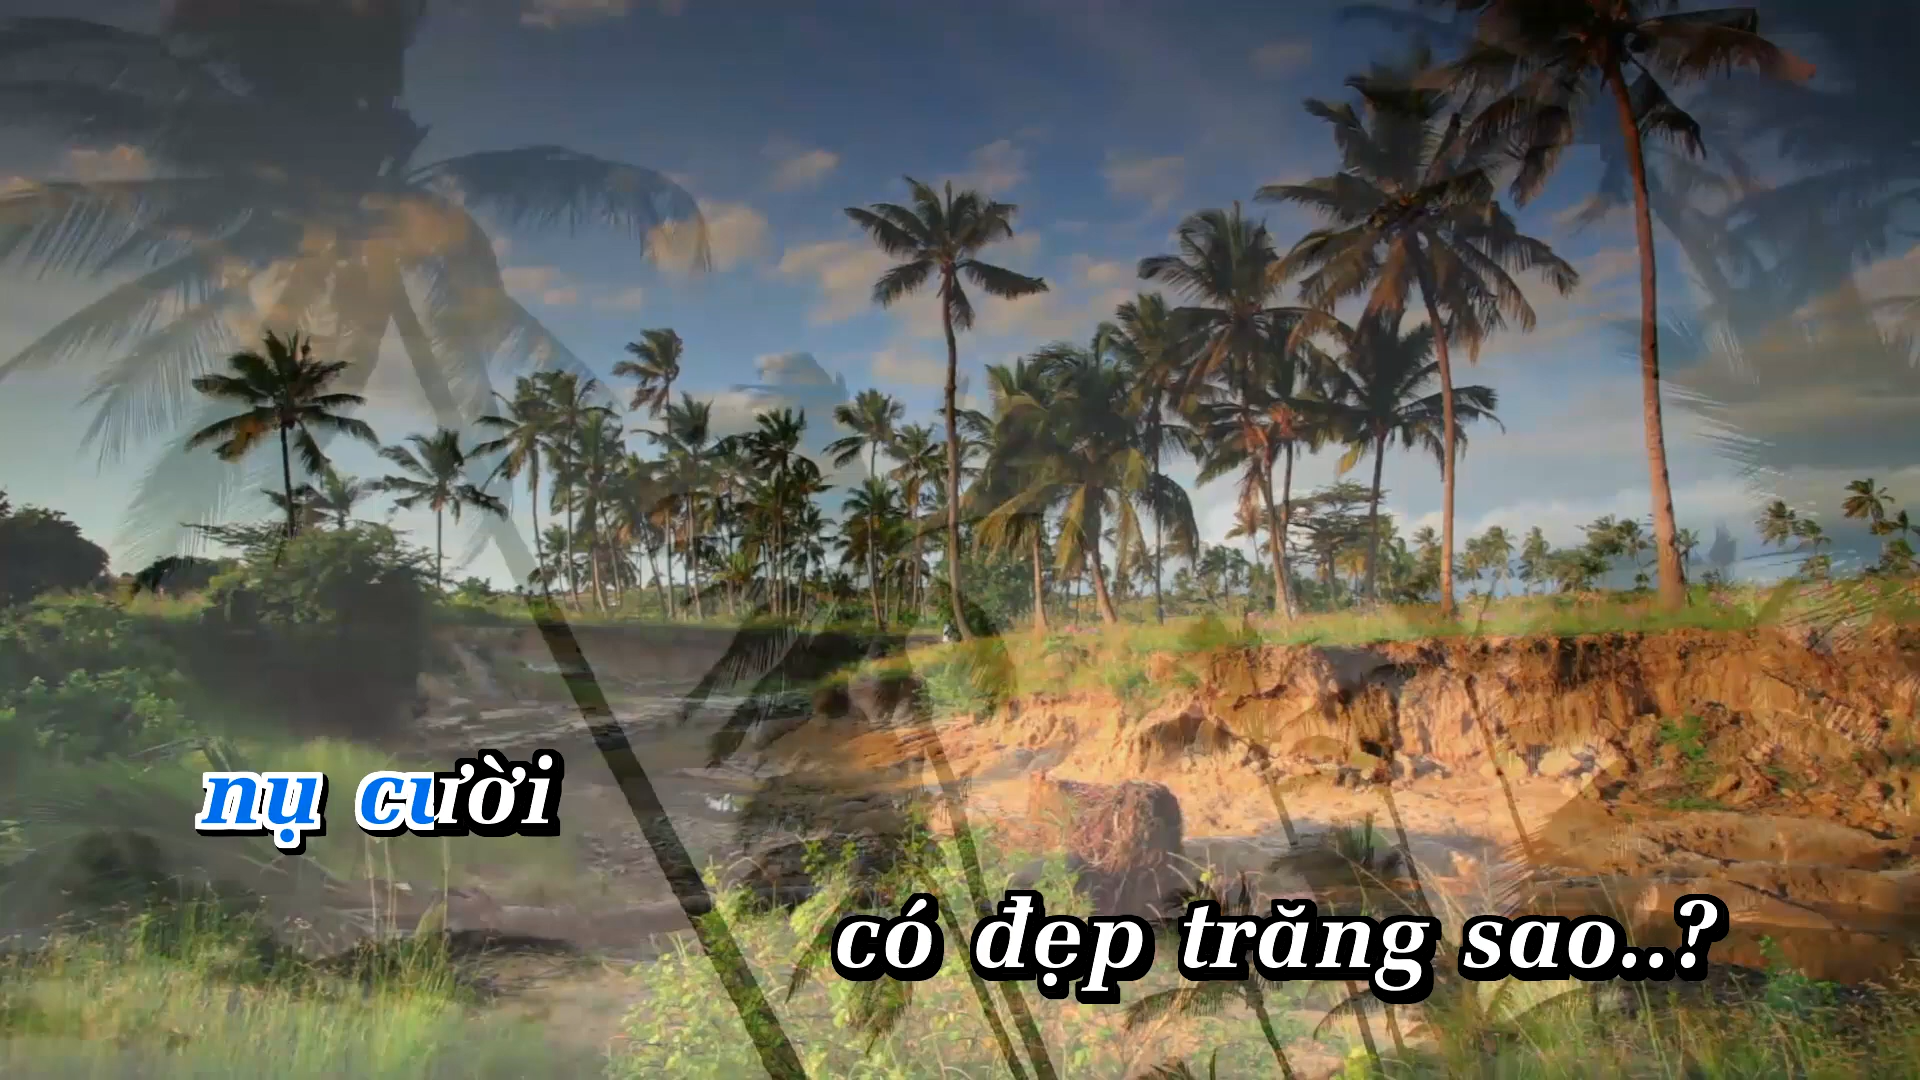 nụ cười
có đẹp trăng sao..?